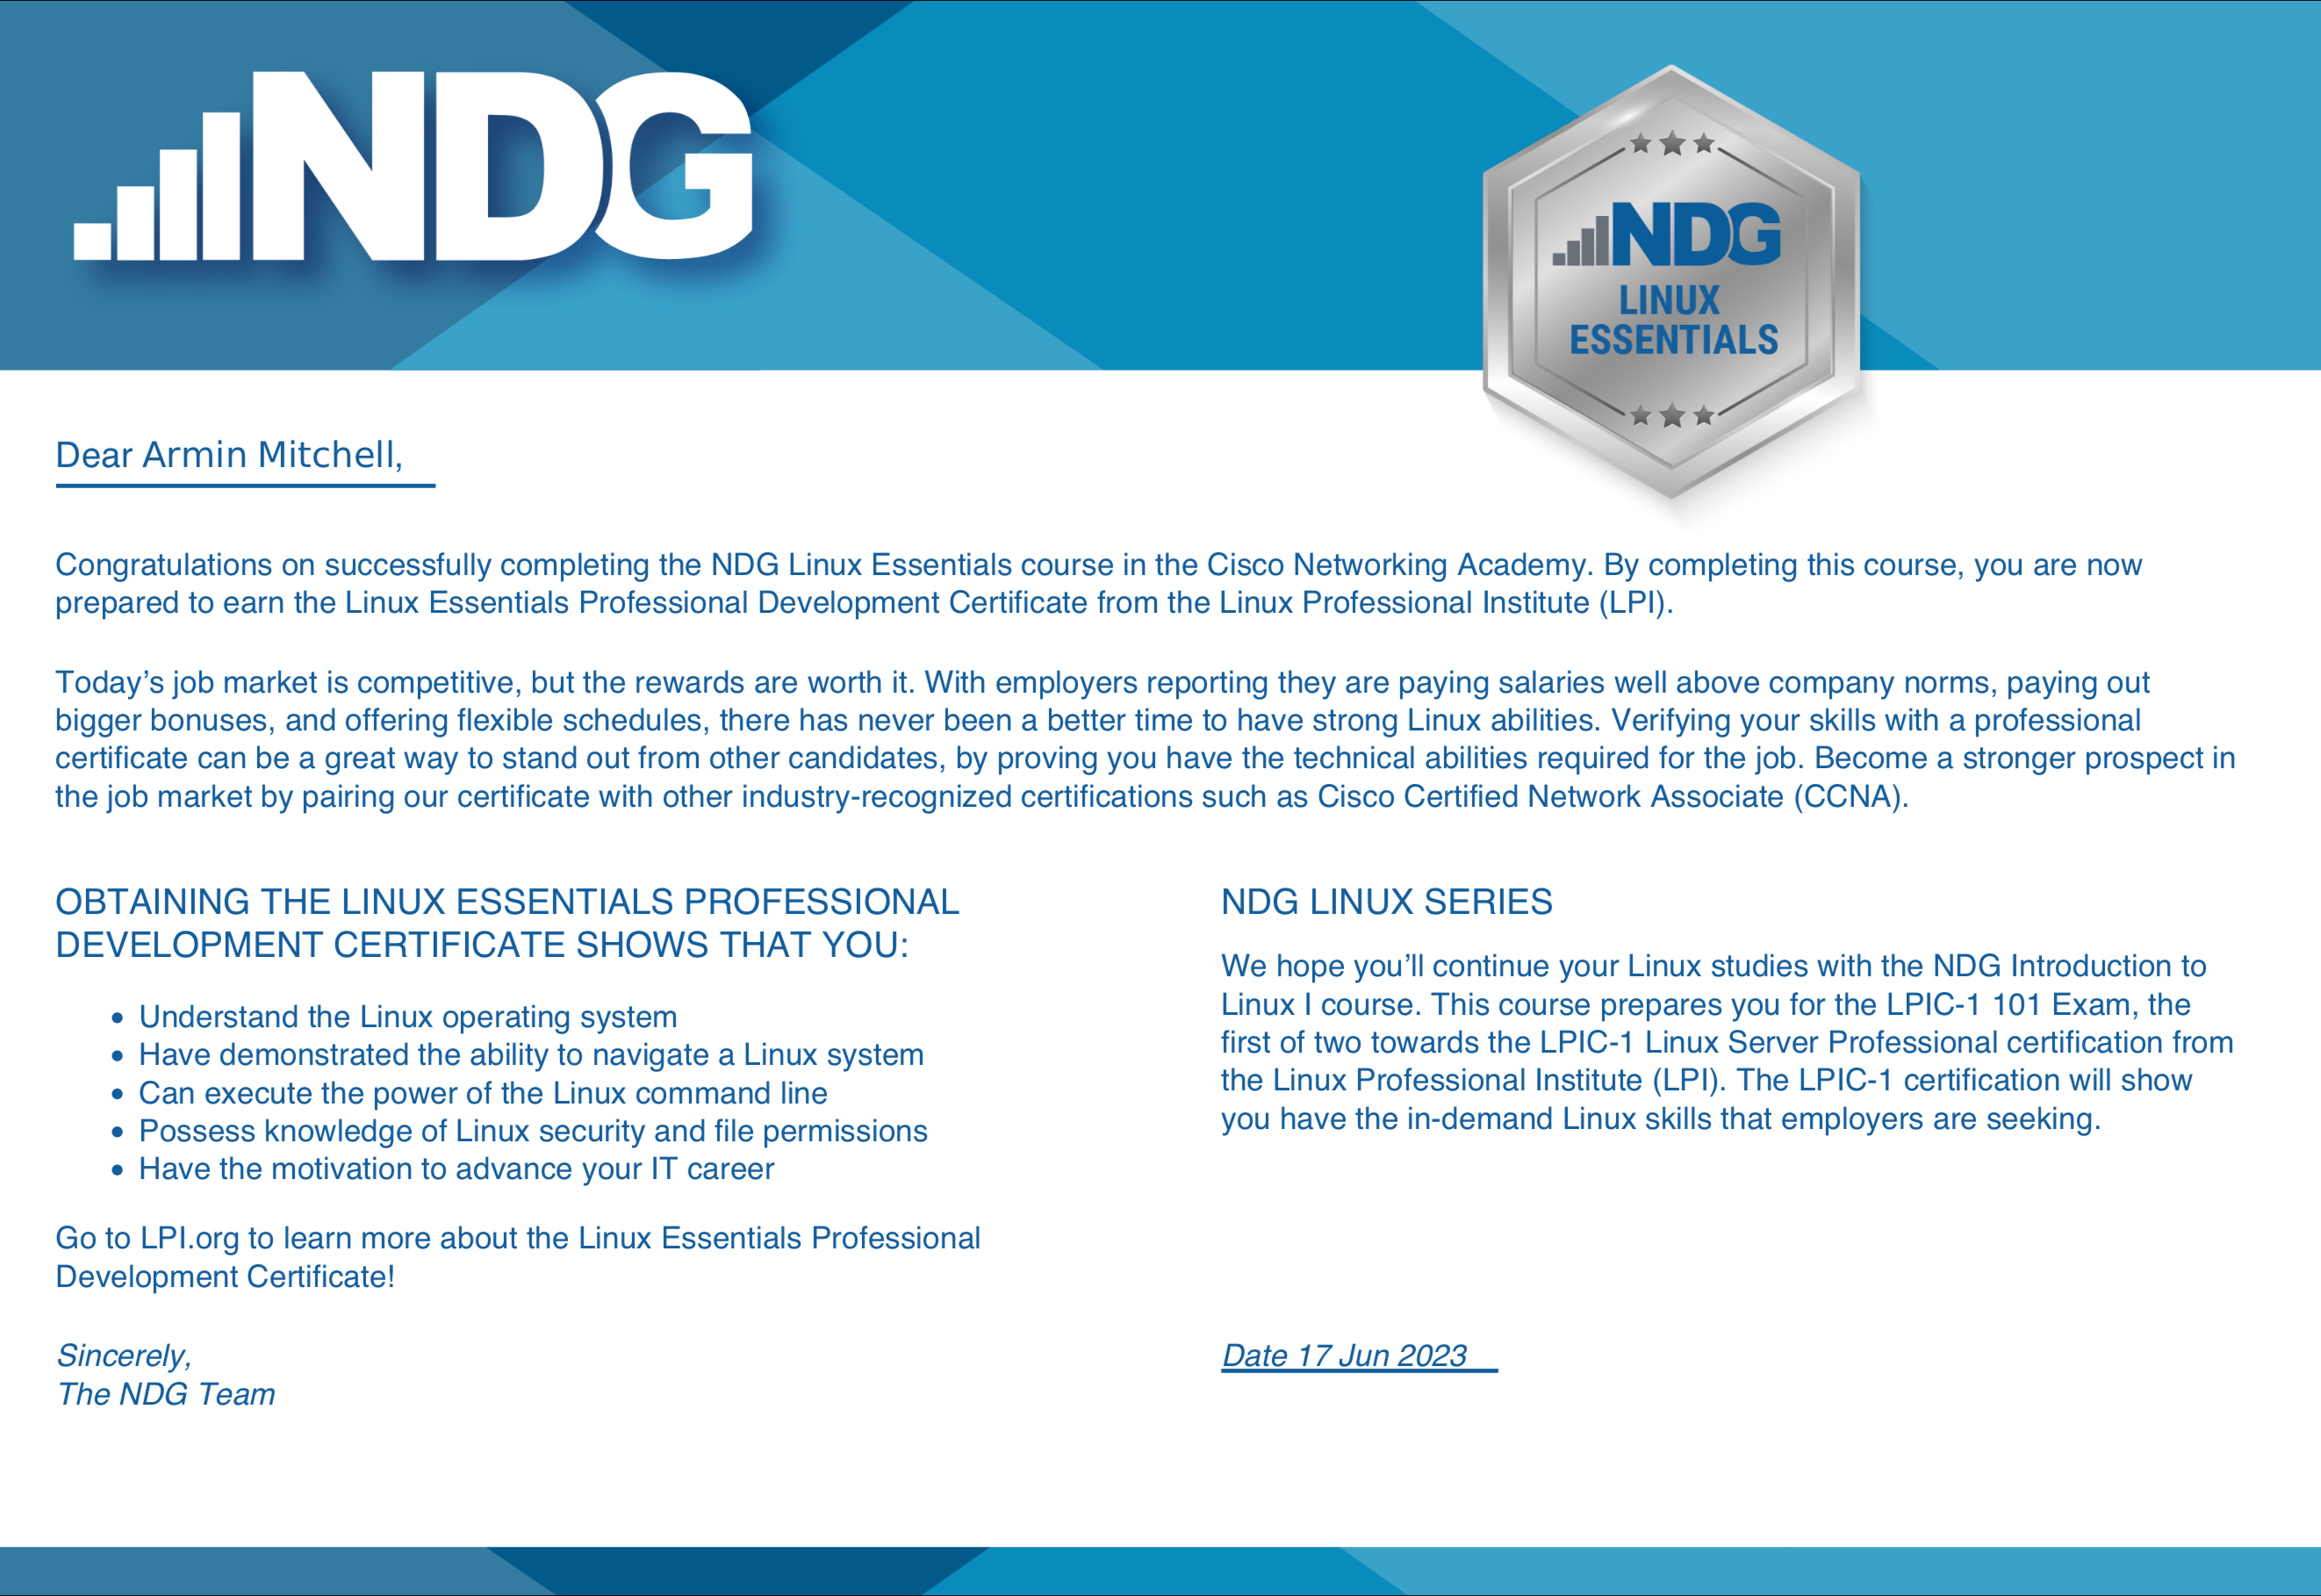 NDG
NDG
LINUX
ESSENTIALS
Dear Armin Mitchell,
Congratulations on successfully completing the NDG Linux Essentials course in the Cisco Networking Academy. By completing this course, you are now
prepared to earn the Linux Essentials Professional Development Certificate from the Linux Professional Institute (LPI).
Today’s job market is competitive, but the rewards are worth it. With employers reporting they are paying salaries well above company norms, paying out
bigger bonuses, and offering flexible schedules, there has never been a better time to have strong Linux abilities. Verifying your skills with a professional
certificate can be a great way to stand out from other candidates, by proving you have the technical abilities required for the job. Become a stronger prospect in
the job market by pairing our certificate with other industry-recognized certifications such as Cisco Certified Network Associate (CCNA).
OBTAINING THE LINUX ESSENTIALS PROFESSIONAL
DEVELOPMENT CERTIFICATE SHOWS THAT YOU:
• Understand the Linux operating system
• Have demonstrated the ability to navigate a Linux system
• Can execute the power of the Linux command line
• Possess knowledge of Linux security and file permissions
• Have the motivation to advance your IT career
Go to LPI.org to learn more about the Linux Essentials Professional
Development Certificate!
Sincerely,
The NDG Team
NDG LINUX SERIES
We hope you’ll continue your Linux studies with the NDG Introduction to
Linux I course. This course prepares you for the LPIC-1 101 Exam, the
first of two towards the LPIC-1 Linux Server Professional certification from
the Linux Professional Institute (LPI). The LPIC-1 certification will show
you have the in-demand Linux skills that employers are seeking.
Date 17 Jun 2023